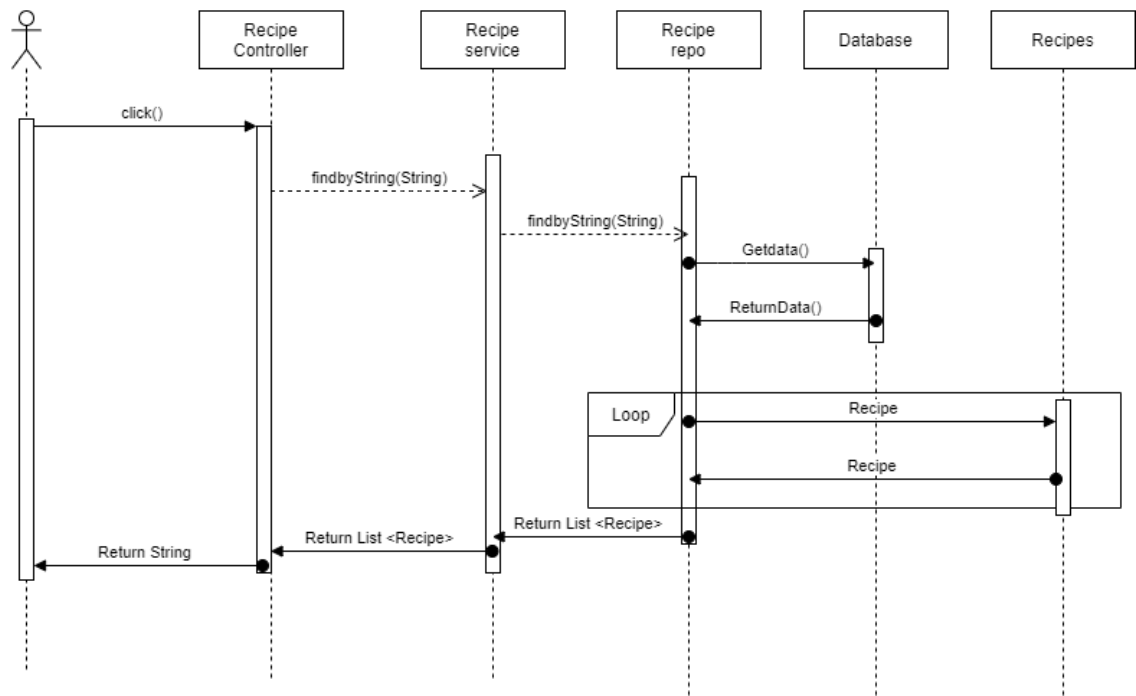 Recipe
Controller
Recipe
service
Recipe
repo
Database
Recipes
click()
findbyString(String)
findbyString(String)
Getdata()
ReturnData()
Loop
Recipe
Recipe
Return List <Recipe>
Return List <Recipe>
Return String